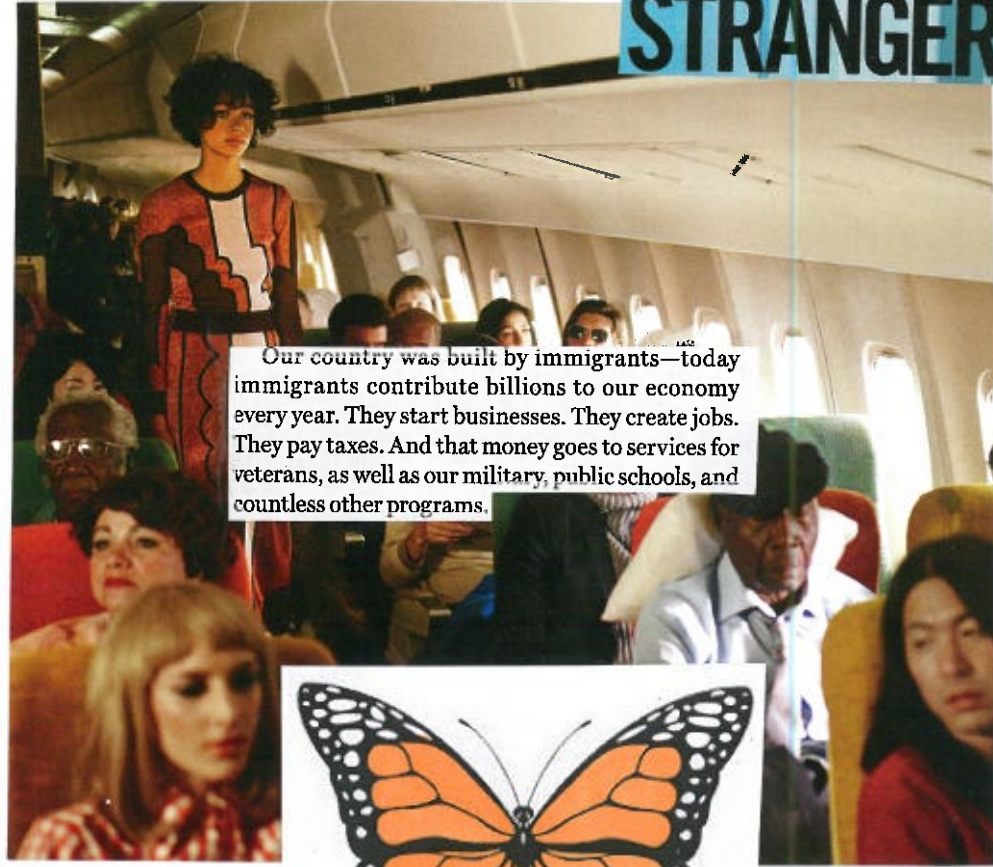 STRANGER
Our country was built by immigrants—today
immigrants contribute billions to our economy
every year. They start businesses. They create jobs.
They pay taxes. And that money goes to services for
veterans, as well as our military, public schools, and
countless other programs.